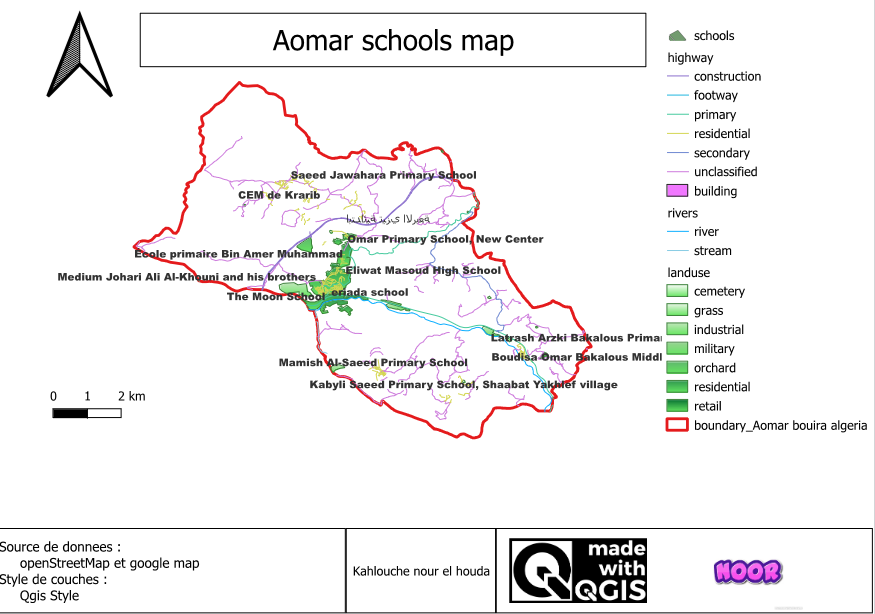 Aomar schools map
Saeed Jawahara Primary School
CEM de Krarib
Omar Primary School, New Center
Ecole primaire Bin Amer Muhammad
Eliwat Masoud High School
Medium Johari Ali Al-Khouni and his brothers
oriada school
The Moon School
Latrash Arzki Bakalous Prima
Boudisa Omar Bakalous Middl
Mamish Al-Saeed Primary School
Kabyli Saeed Primary School, Shaabat Yakhlef village
0 1 2 km
schools
highway
construction
footway
primary
residential
secondary
unclassified
building
rivers
river
stream
landuse
cemetery
grass
industrial
military
orchard
residential
retail
boundary_Aomar bouira algeria
Source de donnees :
openStreetMap et google map
Style de couches :
Qgis Style
Kahlouche nour el houda
made
with
QGIS
NOOR